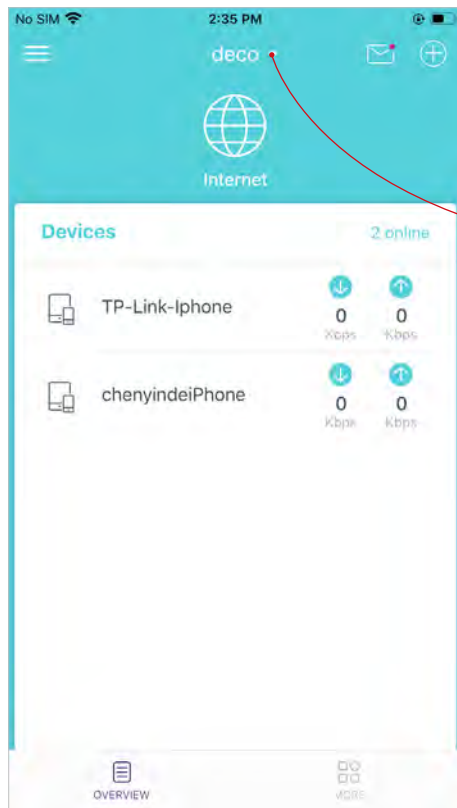 No SIM 2:35 PM
deco
Internet
Devices 2 online
TP-Link-Iphone 0 0
Kbps Kbps
chenyindeiPhone 0 0
Kbps Kbps
OVERVIEW MORE